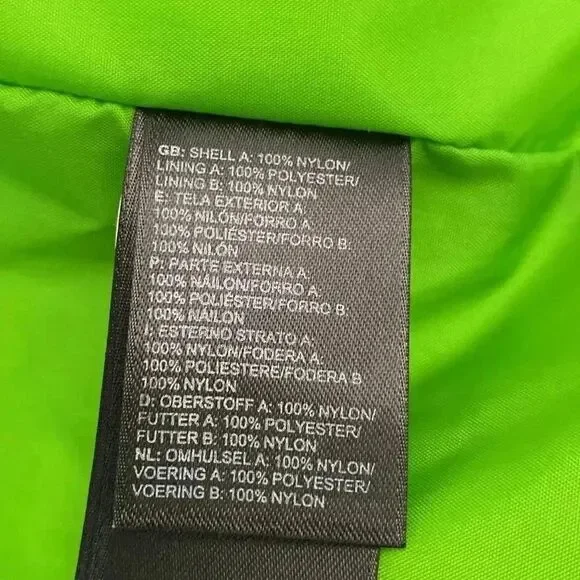 GB: SHELL A: 100% NYLON/
LINING A: 100% POLYESTER/
LINING B: 100% NYLON
E: TELA EXTERIOR A:
100% NILÓN/FORRO A:
100% POLIÉSTER/FORRO B:
100% NILÓN
P: PARTE EXTERNA A:
100% NÁILON/FORRO A:
100% POLIÉSTER/FORRO B:
100% NÁILON
I: ESTERNO STRATO A:
100% NYLON/FODERA A:
100% POLIESTERE/FODERA B:
100% NYLON
D: OBERSTOFF A: 100% NYLON/
FUTTER A: 100% POLYESTER/
FUTTER B: 100% NYLON
NL: OMHULSEL A: 100% NYLON/
VOERING A: 100% POLYESTER/
VOERING B: 100% NYLON